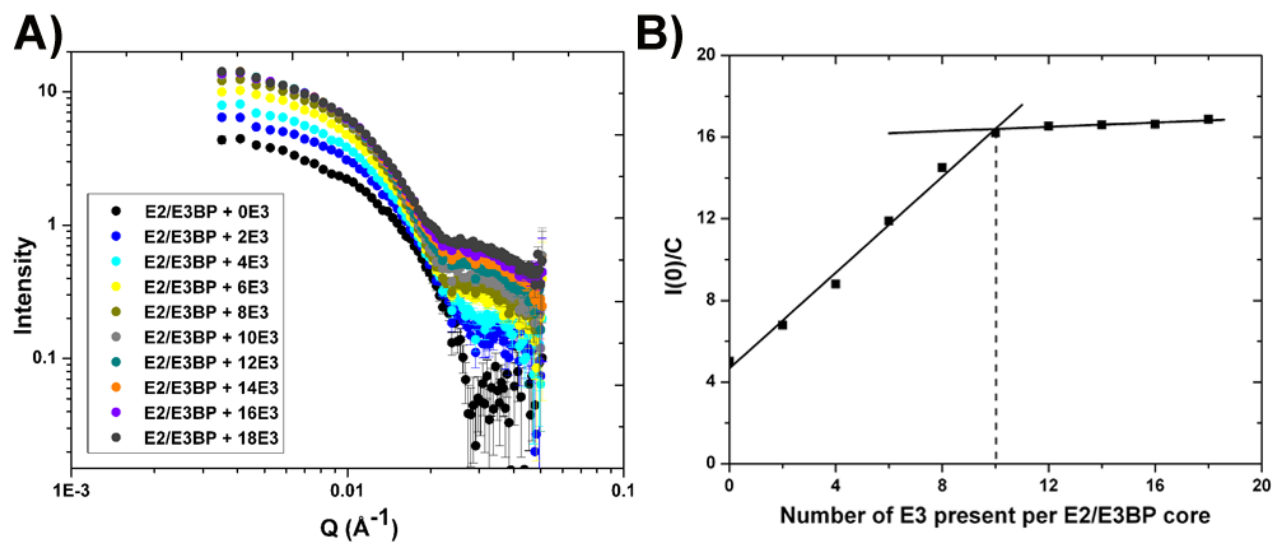 A)
Intensity
10
1
0.1
E2/E3BP + 0E3
E2/E3BP + 2E3
E2/E3BP + 4E3
E2/E3BP + 6E3
E2/E3BP + 8E3
E2/E3BP + 10E3
E2/E3BP + 12E3
E2/E3BP + 14E3
E2/E3BP + 16E3
E2/E3BP + 18E3
1E-3 0.01 0.1
Q (Å⁻¹)
B)
I(0)/C
20
16
12
8
4
0
0 4 8 12 16 20
Number of E3 present per E2/E3BP core